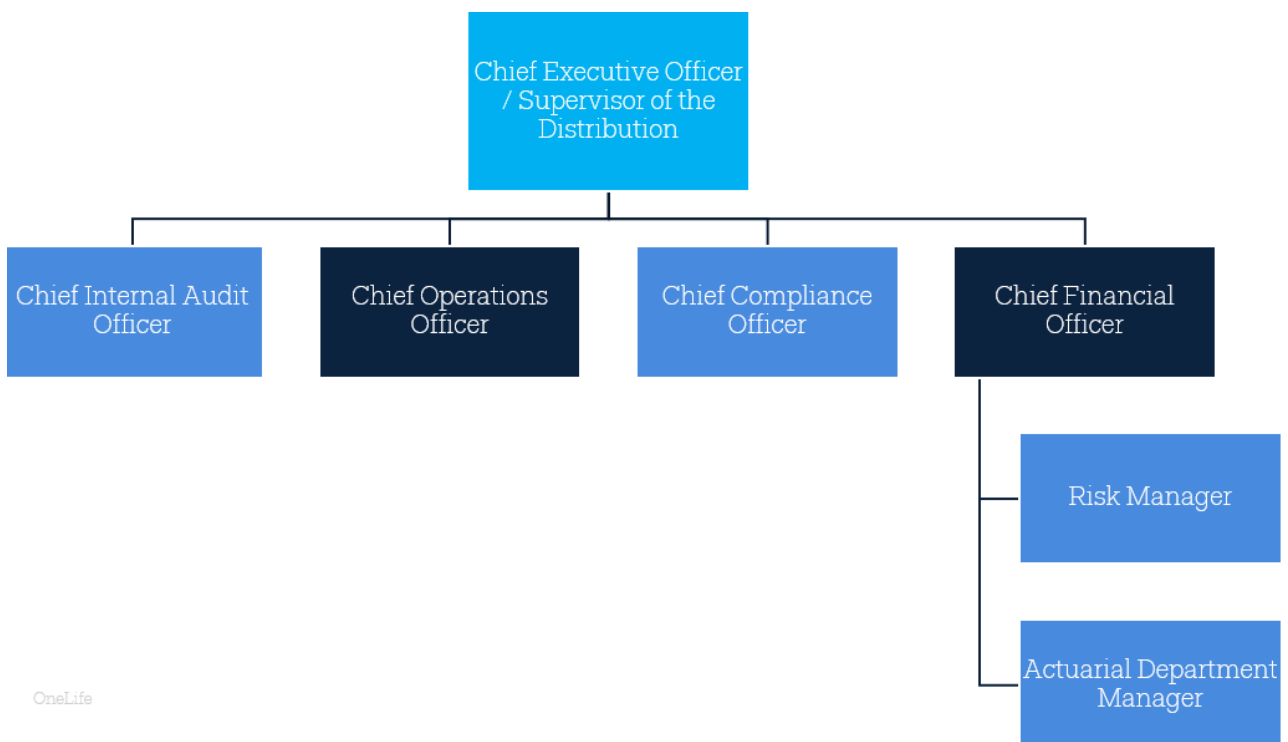 Chief Executive Officer
/ Supervisor of the
Distribution
Chief Internal Audit
Officer
Chief Operations
Officer
Chief Compliance
Officer
Chief Financial
Officer
Risk Manager
Actuarial Department
Manager
OneLife